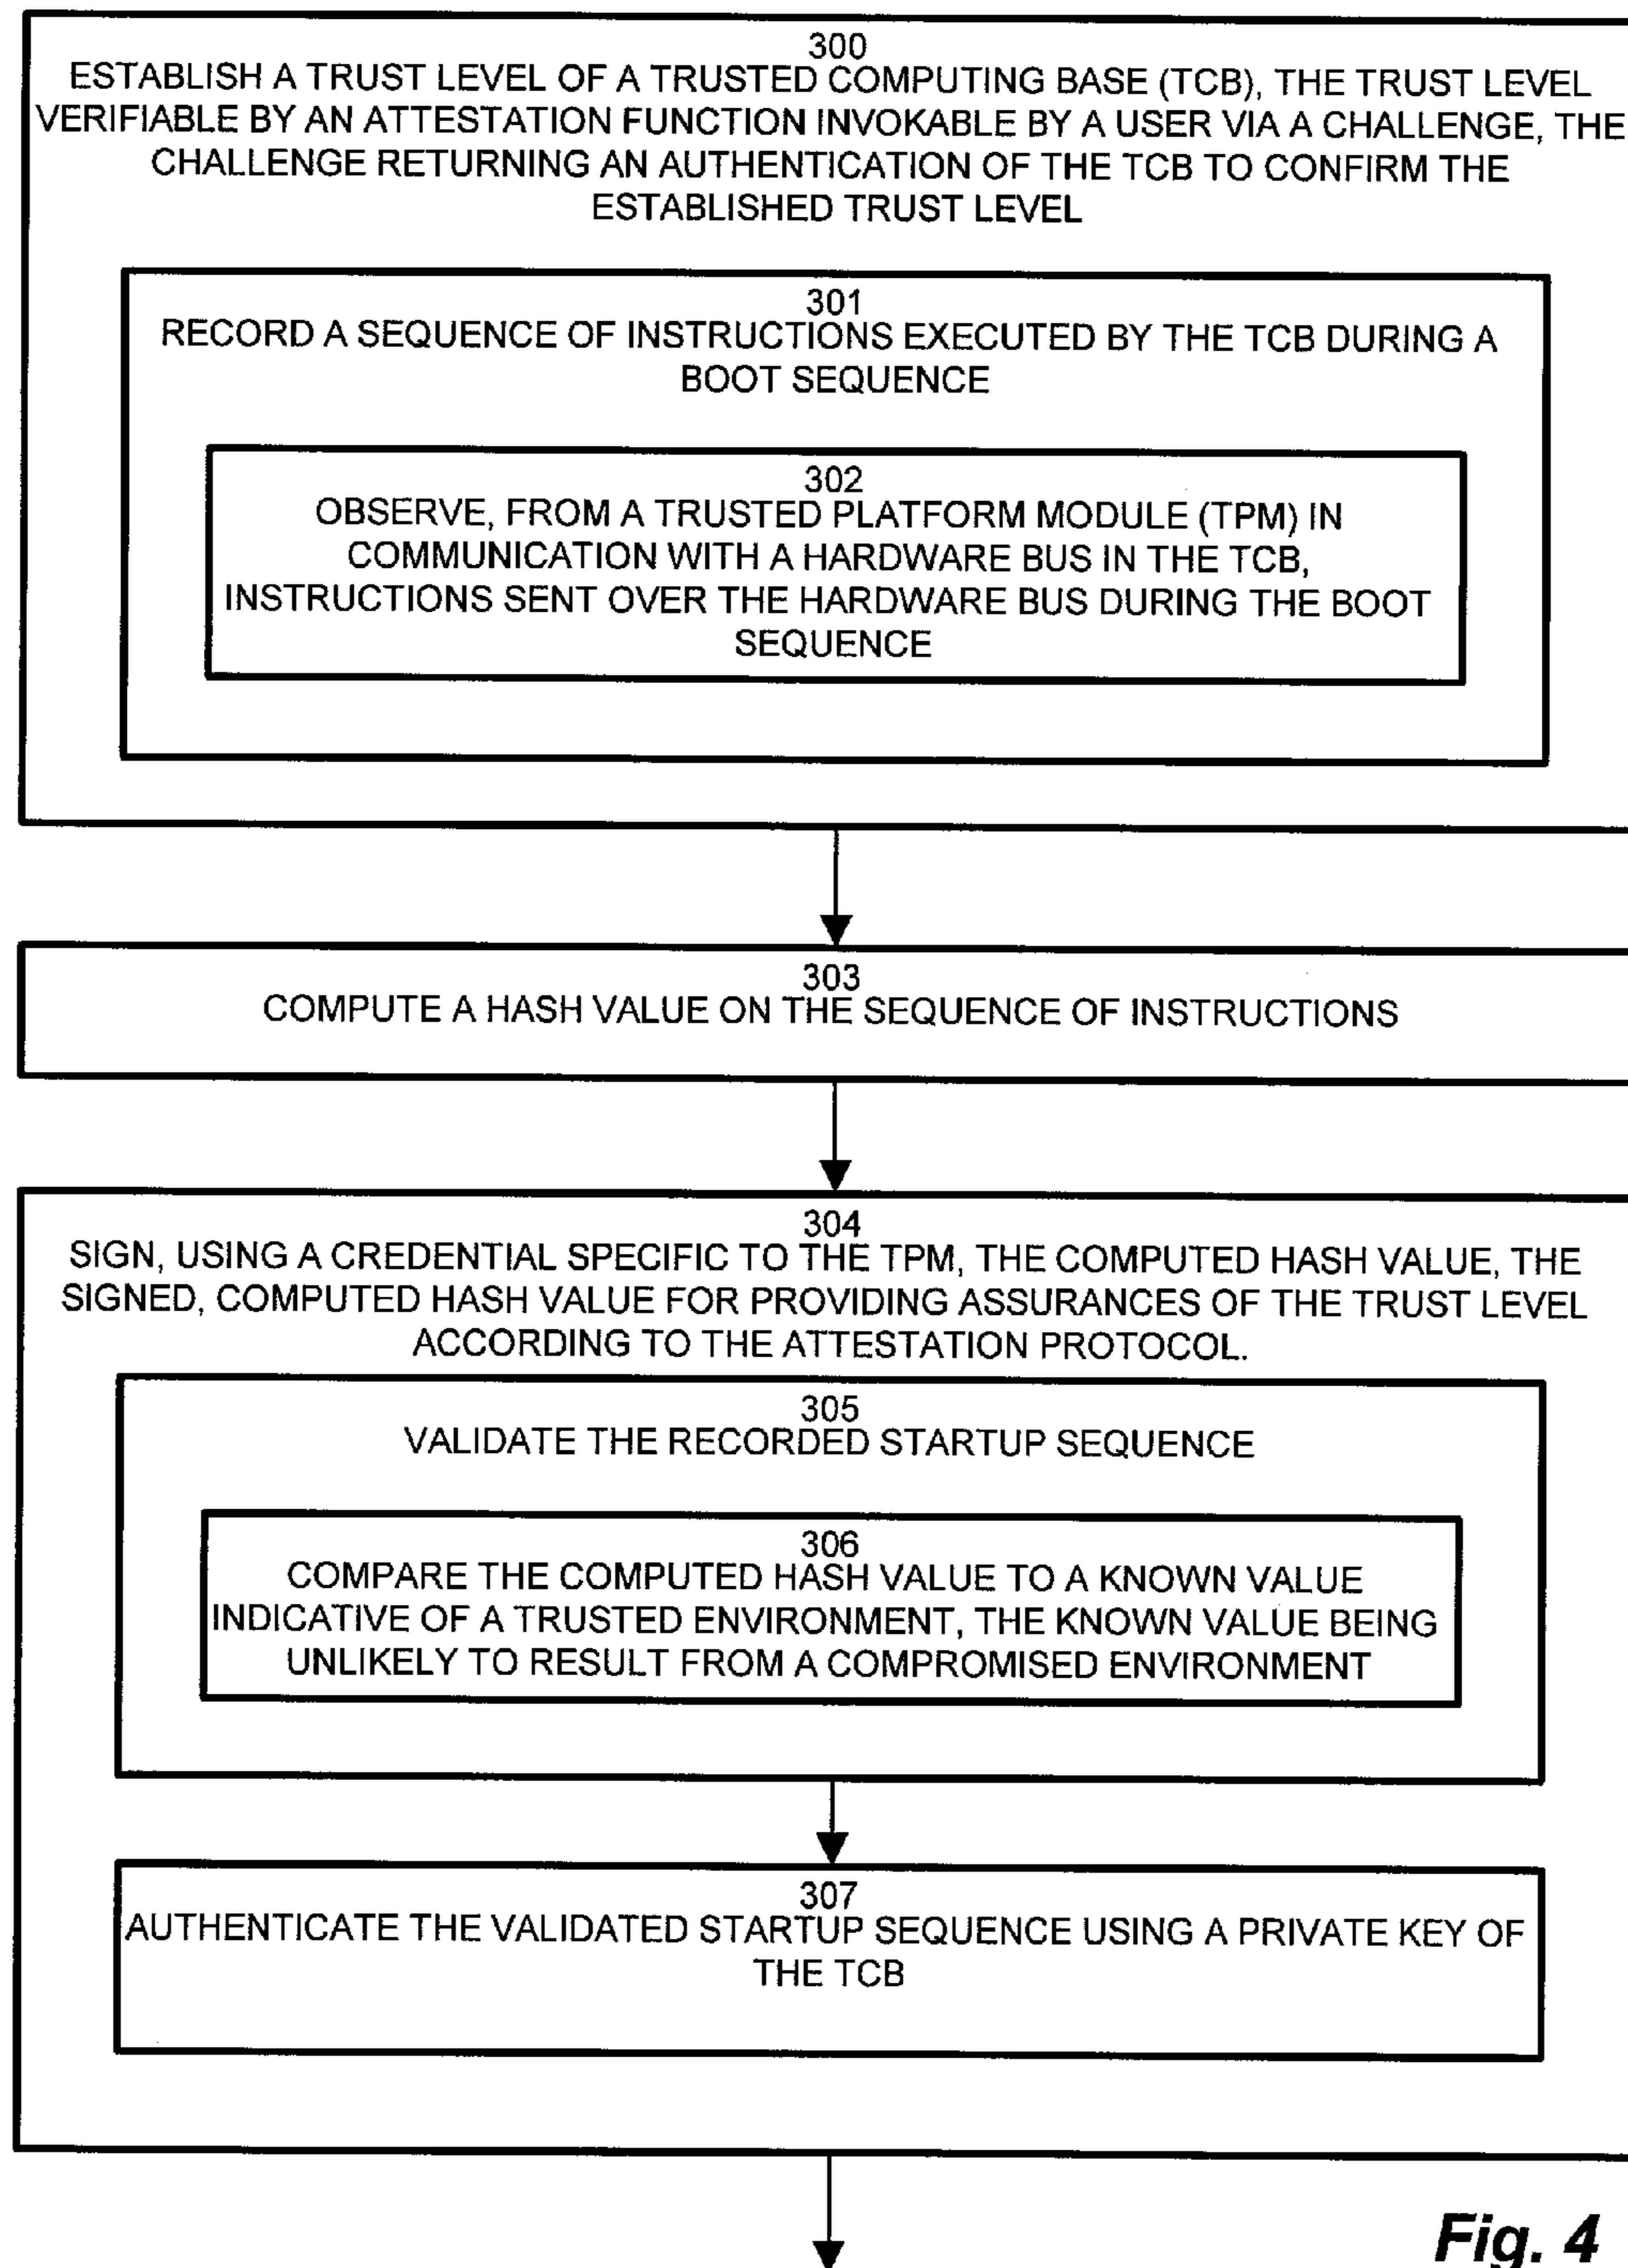 300
ESTABLISH A TRUST LEVEL OF A TRUSTED COMPUTING BASE (TCB), THE TRUST LEVEL
VERIFIABLE BY AN ATTESTATION FUNCTION INVOKABLE BY A USER VIA A CHALLENGE, THE
CHALLENGE RETURNING AN AUTHENTICATION OF THE TCB TO CONFIRM THE
ESTABLISHED TRUST LEVEL
301
RECORD A SEQUENCE OF INSTRUCTIONS EXECUTED BY THE TCB DURING A
BOOT SEQUENCE
302
OBSERVE, FROM A TRUSTED PLATFORM MODULE (TPM) IN
COMMUNICATION WITH A HARDWARE BUS IN THE TCB,
INSTRUCTIONS SENT OVER THE HARDWARE BUS DURING THE BOOT
SEQUENCE
303
COMPUTE A HASH VALUE ON THE SEQUENCE OF INSTRUCTIONS
304
SIGN, USING A CREDENTIAL SPECIFIC TO THE TPM, THE COMPUTED HASH VALUE, THE
SIGNED, COMPUTED HASH VALUE FOR PROVIDING ASSURANCES OF THE TRUST LEVEL
ACCORDING TO THE ATTESTATION PROTOCOL.
305
VALIDATE THE RECORDED STARTUP SEQUENCE
306
COMPARE THE COMPUTED HASH VALUE TO A KNOWN VALUE
INDICATIVE OF A TRUSTED ENVIRONMENT, THE KNOWN VALUE BEING
UNLIKELY TO RESULT FROM A COMPROMISED ENVIRONMENT
307
AUTHENTICATE THE VALIDATED STARTUP SEQUENCE USING A PRIVATE KEY OF
THE TCB
Fig. 4